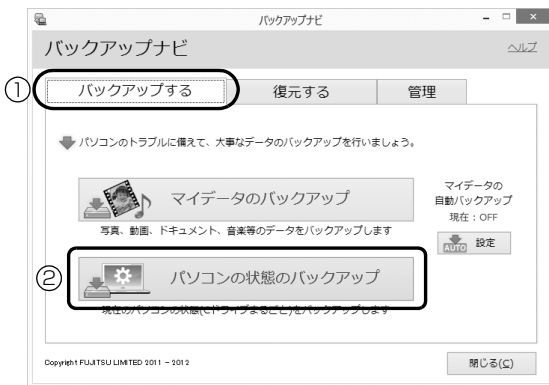 バックアップナビ
バックアップナビ
ヘルプ
① バックアップする 復元する 管理
パソコンのトラブルに備えて、大事なデータのバックアップを行いましょう。
マイデータのバックアップ
写真、動画、ドキュメント、音楽等のデータをバックアップします
マイデータの
自動バックアップ
現在:OFF
AUTO 設定
② パソコンの状態のバックアップ
現在のパソコンの状態(Cドライブまるごと)をバックアップします
Copyright FUJITSU LIMITED 2011 - 2012
閉じる(C)